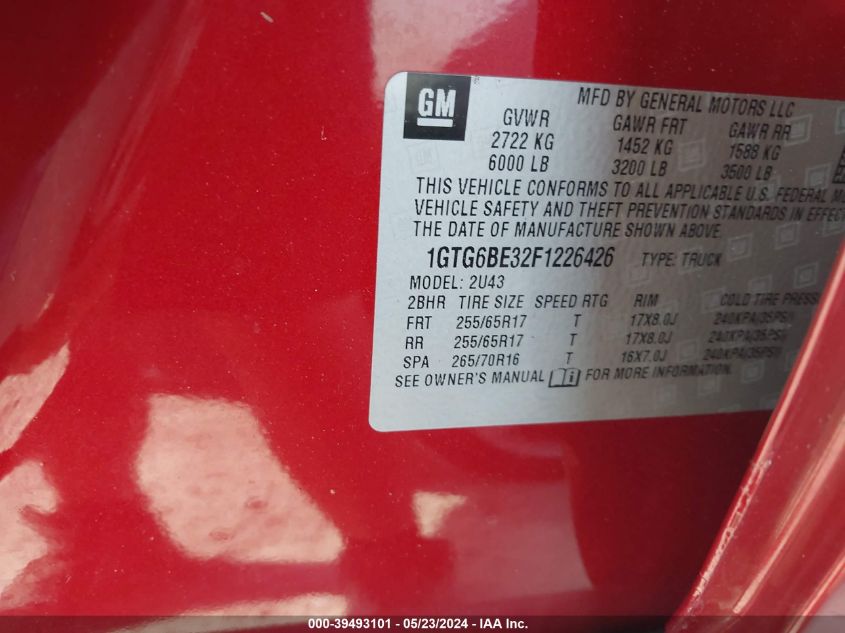 GM
MFD BY GENERAL MOTORS LLC
GVWR GAWR FRT GAWR RR
2722 KG 1452 KG 1588 KG
6000 LB 3200 LB 3500 LB
THIS VEHICLE CONFORMS TO ALL APPLICABLE U.S. FEDERAL
VEHICLE SAFETY AND THEFT PREVENTION STANDARDS IN EFFEC
THE DATE OF MANUFACTURE SHOWN ABOVE.
1GTG6BE32F1226426 TYPE: TRUCK
MODEL: 2U43
2BHR TIRE SIZE SPEED RTG RIM COLD TIRE PRESS
FRT 255/65R17 T 17X8.0J 240KPA(35PSI)
RR 255/65R17 T 17X8.0J 240KPA(35PSI)
SPA 265/70R16 T 16X7.0J 240KPA(35PSI)
SEE OWNER'S MANUAL FOR MORE INFORMATION.
000-39493101 - 05/23/2024 - IAA Inc.